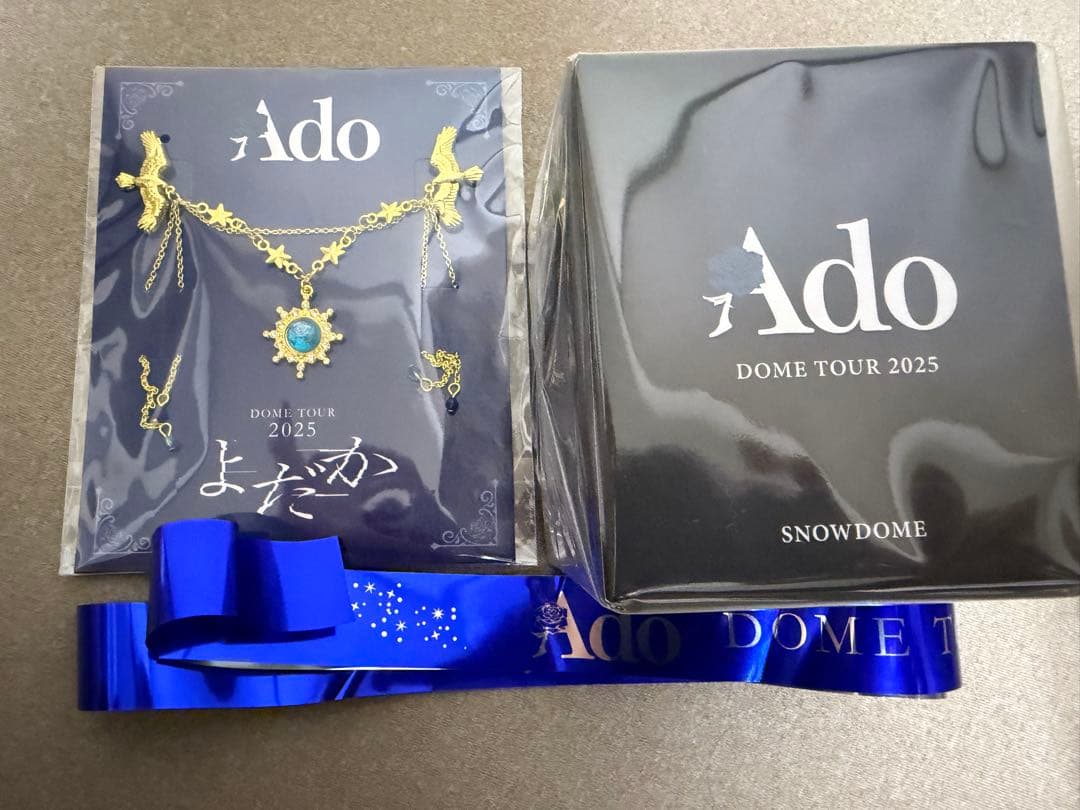 Ado
DOME TOUR
2025
よだか
Ado
DOME TOUR 2025
SNOWDOME
Ado DOME T